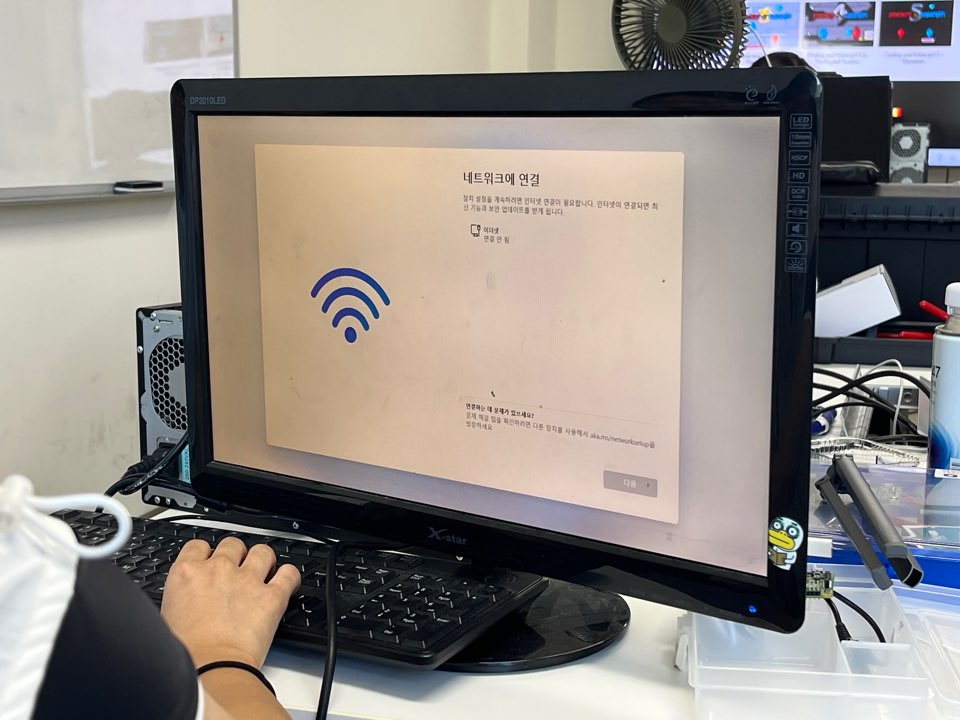 DP2010LED
네트워크에 연결
장치 설정을 계속하려면 인터넷 연결이 필요합니다. 인터넷이 연결되면 최
신 기능과 보안 업데이트를 받게 됩니다.
이더넷
연결 안 됨
연결하는 데 문제가 있으세요?
문제 해결 팁을 확인하려면 다른 장치를 사용해서 aka.ms/networksetup을
방문하세요
다음
X-star
LED
HDCP
HD
DCR